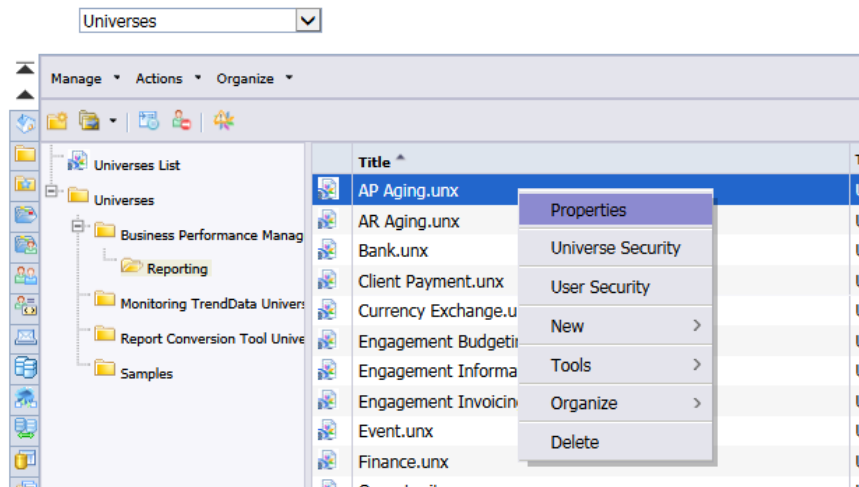 Universes
Manage Actions Organize
Universes List
Universes
Business Performance Manag
Reporting
Monitoring TrendData Univers
Report Conversion Tool Unive
Samples
Title
AP Aging.unx
AR Aging.unx
Bank.unx
Client Payment.unx
Currency Exchange.u
Engagement Budgetin
Engagement Informa
Engagement Invoicin
Event.unx
Finance.unx
Properties
Universe Security
User Security
New
Tools
Organize
Delete